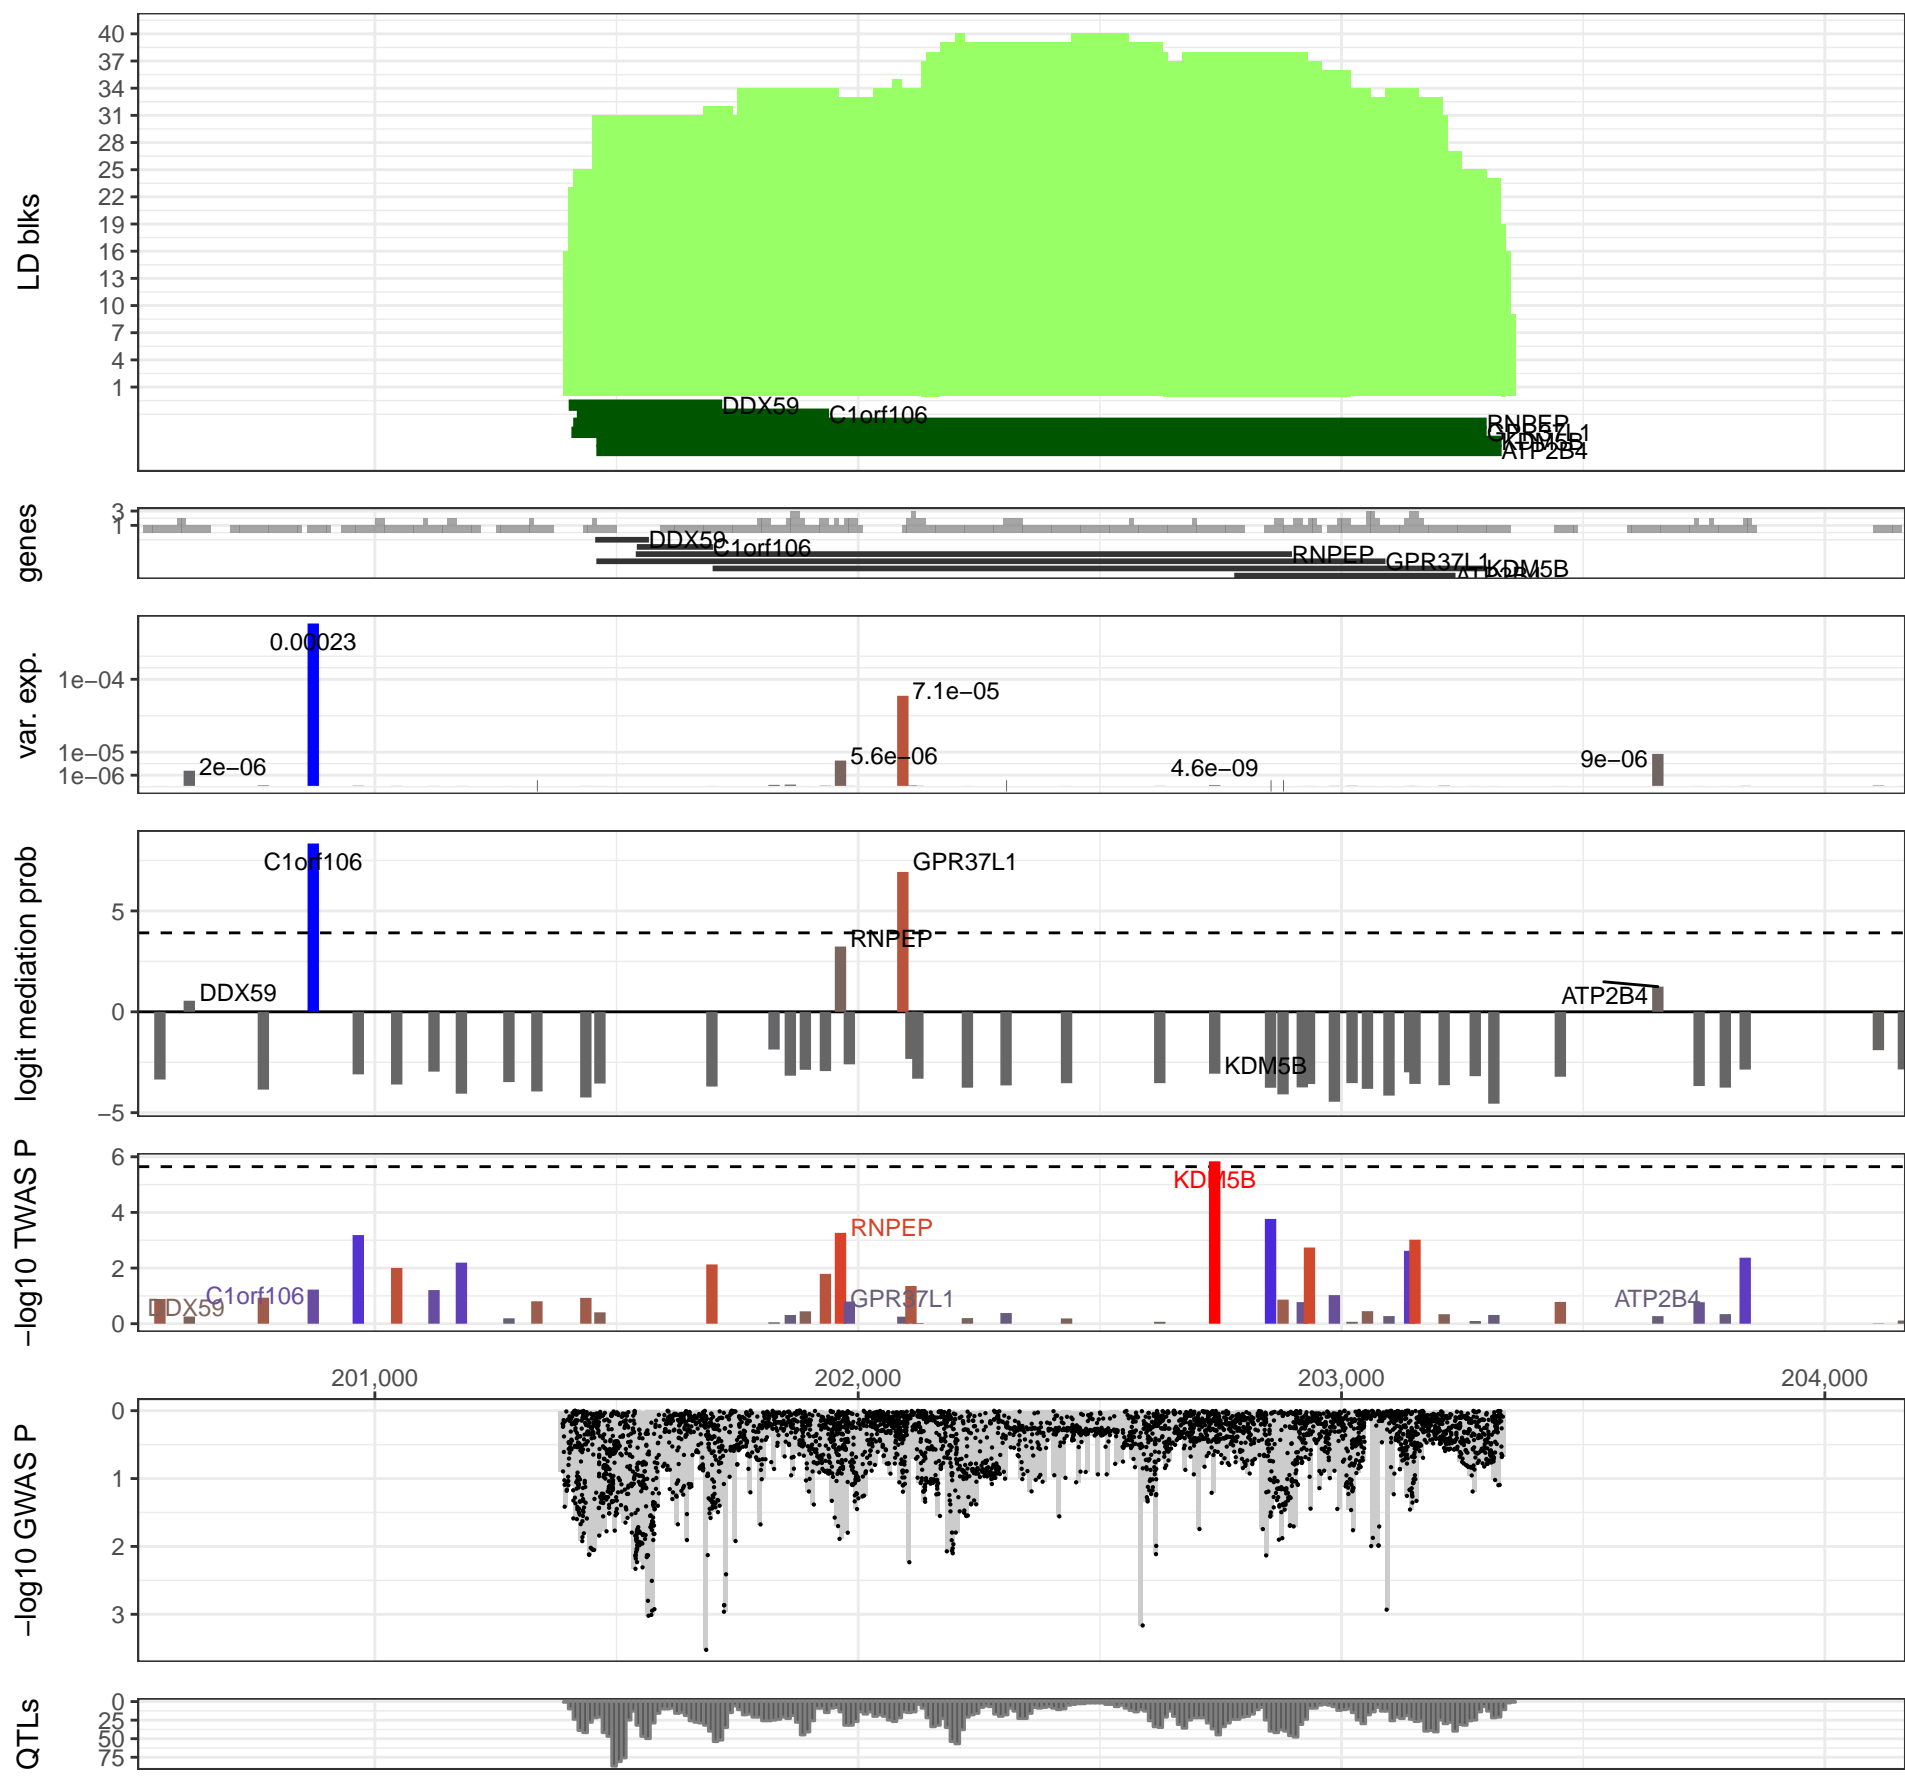 LD blks
40
37
34
31
28
25
22
19
16
13
10
7
4
1
DDX59
C1orf106
RNPEP
GPR37L1
KDM5B
ATP2B4
genes
3
1
DDX59
C1orf106
RNPEP
GPR37L1
KDM5B
ATP2B4
var. exp.
1e−04
1e−05
1e−06
2e−06
0.00023
5.6e−06
7.1e−05
4.6e−09
9e−06
logit mediation prob
5
0
−5
DDX59
C1orf106
RNPEP
GPR37L1
KDM5B
ATP2B4
−log10 TWAS P
6
4
2
0
DDX59
C1orf106
RNPEP
GPR37L1
KDM5B
ATP2B4
201,000
202,000
203,000
204,000
−log10 GWAS P
0
1
2
3
QTLs
0
25
50
75